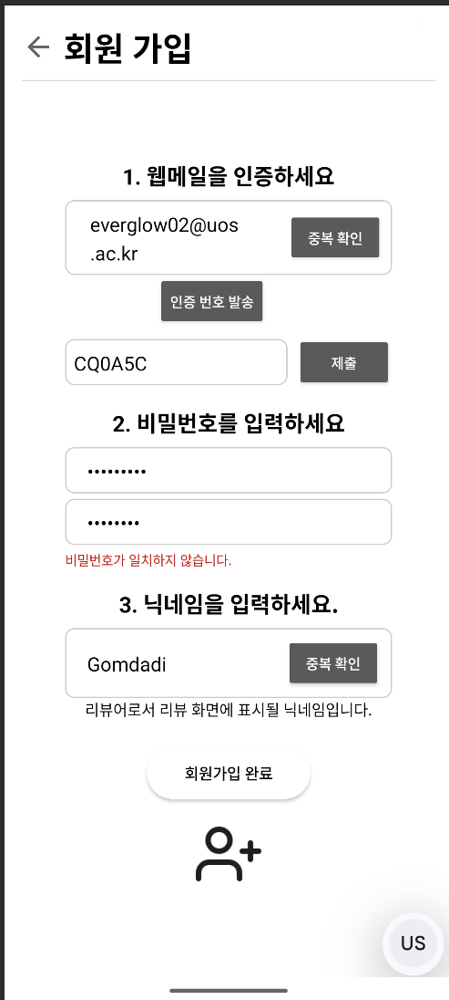 회원 가입
1. 웹메일을 인증하세요
everglow02@uos
.ac.kr
중복 확인
인증 번호 발송
CQ0A5C
제출
2. 비밀번호를 입력하세요
•••••••••
••••••••
비밀번호가 일치하지 않습니다.
3. 닉네임을 입력하세요.
Gomdadi
중복 확인
리뷰어로서 리뷰 화면에 표시될 닉네임입니다.
회원가입 완료
US